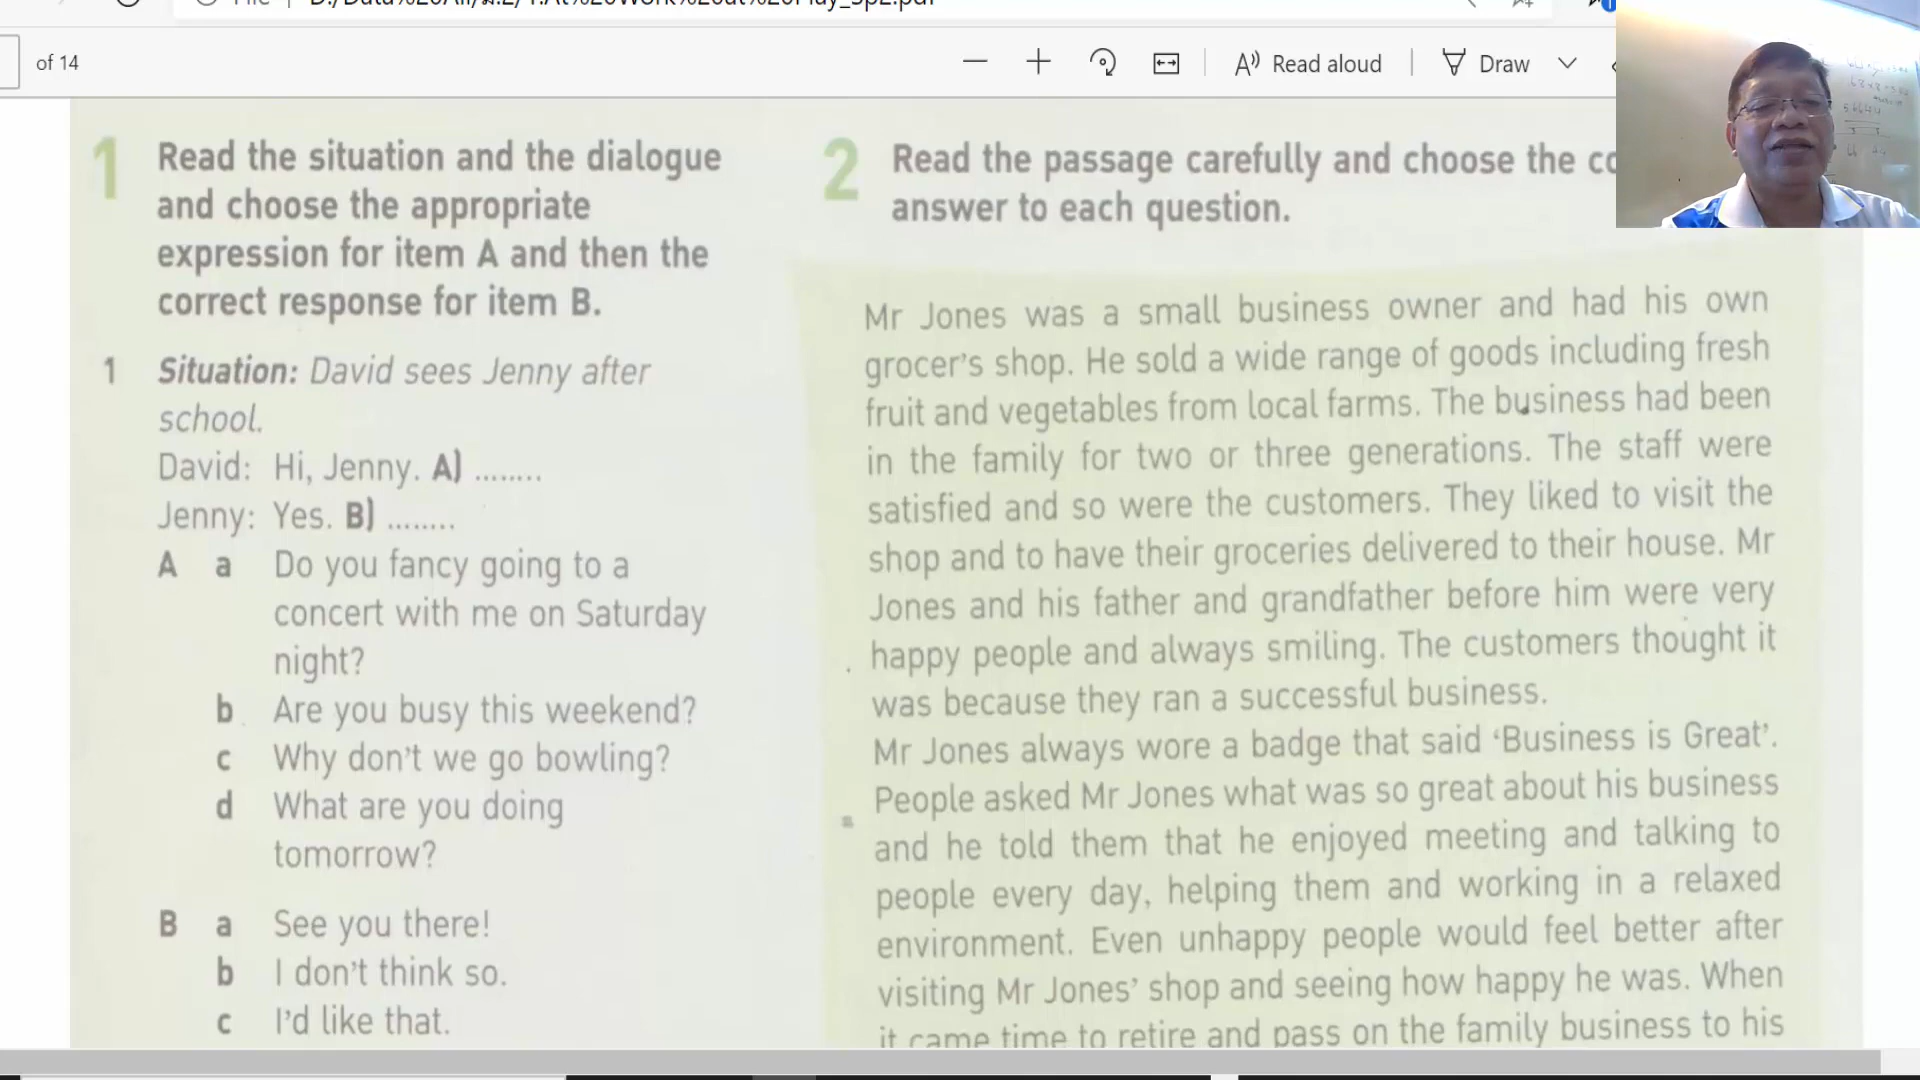 of 14
Read aloud
Draw
1 Read the situation and the dialogue
and choose the appropriate
expression for item A and then the
correct response for item B.
1 Situation: David sees Jenny after
school.
David: Hi, Jenny. A) ........
Jenny: Yes. B) ........
A a Do you fancy going to a
concert with me on Saturday
night?
b Are you busy this weekend?
c Why don't we go bowling?
d What are you doing
tomorrow?
B a See you there!
b I don't think so.
c I'd like that.
2 Read the passage carefully and choose the co
answer to each question.
Mr Jones was a small business owner and had his own
grocer's shop. He sold a wide range of goods including fresh
fruit and vegetables from local farms. The business had been
in the family for two or three generations. The staff were
satisfied and so were the customers. They liked to visit the
shop and to have their groceries delivered to their house. Mr
Jones and his father and grandfather before him were very
happy people and always smiling. The customers thought it
was because they ran a successful business.
Mr Jones always wore a badge that said 'Business is Great'.
People asked Mr Jones what was so great about his business
and he told them that he enjoyed meeting and talking to
people every day, helping them and working in a relaxed
environment. Even unhappy people would feel better after
visiting Mr Jones' shop and seeing how happy he was. When
it came time to retire and pass on the family business to his